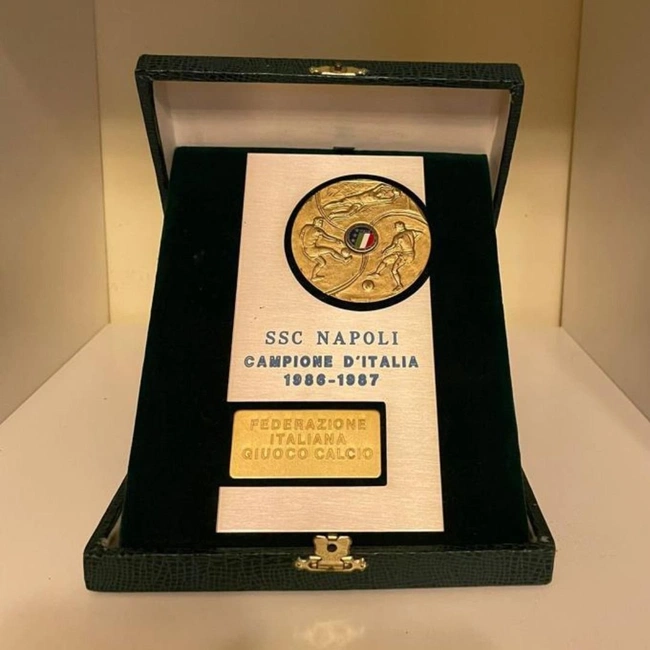 SSC NAPOLI
CAMPIONE D'ITALIA
1986-1987
FEDERAZIONE
ITALIANA
GIUOCO CALCIO